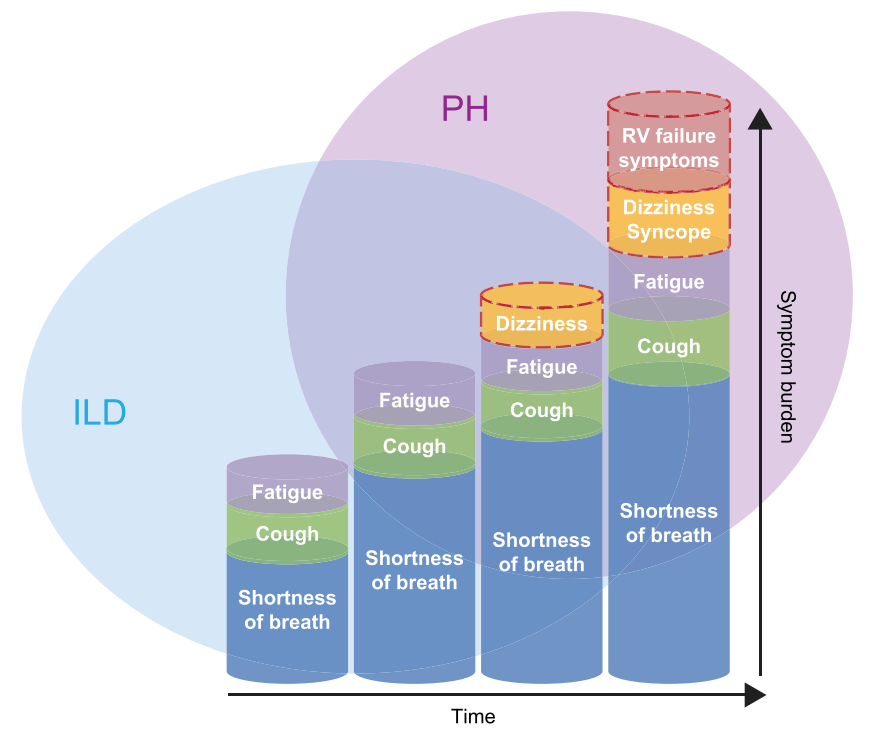 PH
ILD
Fatigue
Cough
Shortness
of breath
Fatigue
Cough
Shortness
of breath
Dizziness
Fatigue
Cough
Shortness
of breath
RV failure
symptoms
Dizziness
Syncope
Fatigue
Cough
Shortness
of breath
Symptom burden
Time